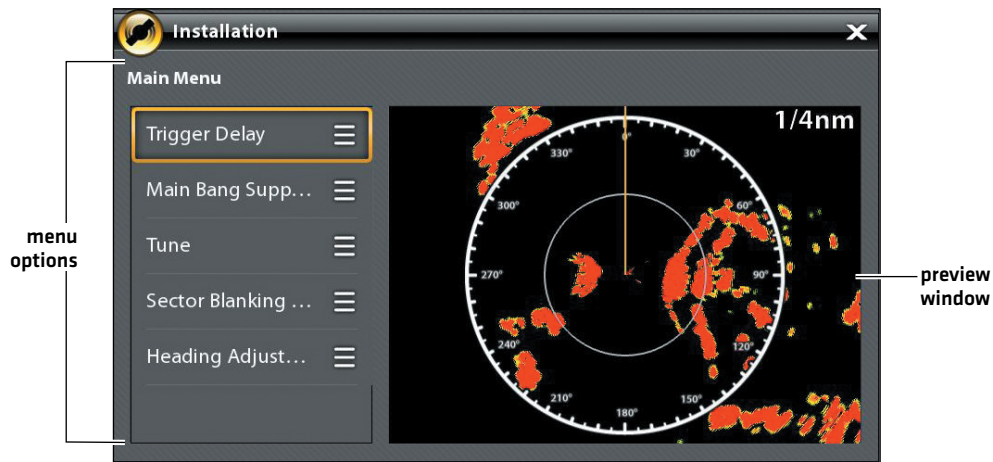 Installation
Main Menu
Trigger Delay
Main Bang Supp...
Tune
Sector Blanking ...
Heading Adjust...
1/4nm
0°
30°
60°
90°
120°
150°
180°
210°
240°
270°
300°
330°
menu
options
preview
window